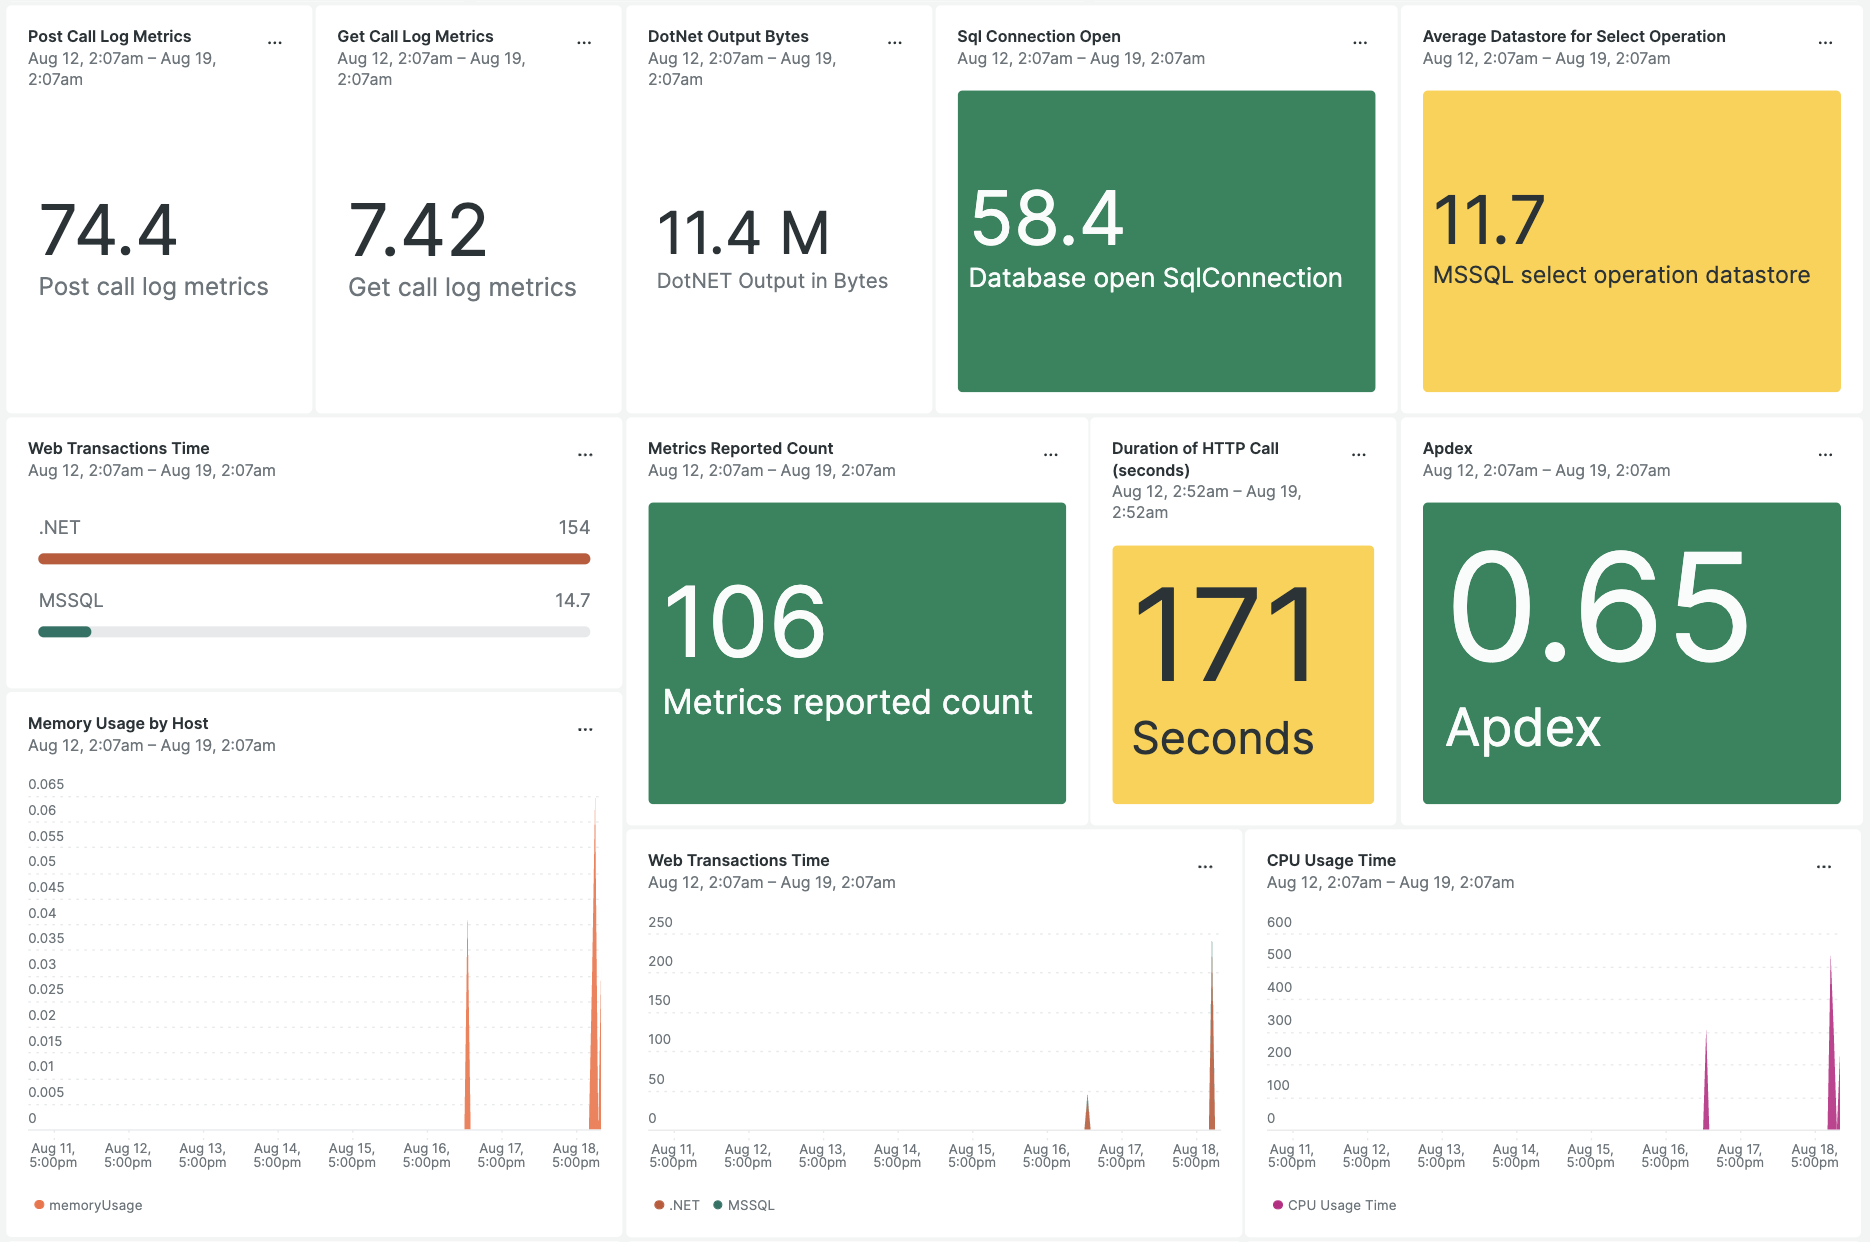 Post Call Log Metrics
...
Aug 12, 2:07am – Aug 19,
2:07am
74.4
Post call log metrics
Get Call Log Metrics
...
Aug 12, 2:07am – Aug 19,
2:07am
7.42
Get call log metrics
DotNet Output Bytes
...
Aug 12, 2:07am – Aug 19,
2:07am
11.4 M
DotNET Output in Bytes
Sql Connection Open
...
Aug 12, 2:07am – Aug 19, 2:07am
58.4
Database open SqlConnection
Average Datastore for Select Operation
...
Aug 12, 2:07am – Aug 19, 2:07am
11.7
MSSQL select operation datastore
Web Transactions Time
...
Aug 12, 2:07am – Aug 19, 2:07am
.NET 154
MSSQL 14.7
Metrics Reported Count
...
Aug 12, 2:07am – Aug 19, 2:07am
106
Metrics reported count
Duration of HTTP Call
(seconds)
...
Aug 12, 2:52am – Aug 19,
2:52am
171
Seconds
Apdex
...
Aug 12, 2:07am – Aug 19, 2:07am
0.65
Apdex
Memory Usage by Host
...
Aug 12, 2:07am – Aug 19, 2:07am
0.065
0.06
0.055
0.05
0.045
0.04
0.035
0.03
0.025
0.02
0.015
0.01
0.005
0
Aug 11, Aug 12, Aug 13, Aug 14, Aug 15, Aug 16, Aug 17, Aug 18,
5:00pm 5:00pm 5:00pm 5:00pm 5:00pm 5:00pm 5:00pm 5:00pm
memoryUsage
Web Transactions Time
...
Aug 12, 2:07am – Aug 19, 2:07am
250
200
150
100
50
0
Aug 11, Aug 12, Aug 13, Aug 14, Aug 15, Aug 16, Aug 17, Aug 18,
5:00pm 5:00pm 5:00pm 5:00pm 5:00pm 5:00pm 5:00pm 5:00pm
.NET MSSQL
CPU Usage Time
...
Aug 12, 2:07am – Aug 19, 2:07am
600
500
400
300
200
100
0
Aug 11, Aug 12, Aug 13, Aug 14, Aug 15, Aug 16, Aug 17, Aug 18,
5:00pm 5:00pm 5:00pm 5:00pm 5:00pm 5:00pm 5:00pm 5:00pm
CPU Usage Time